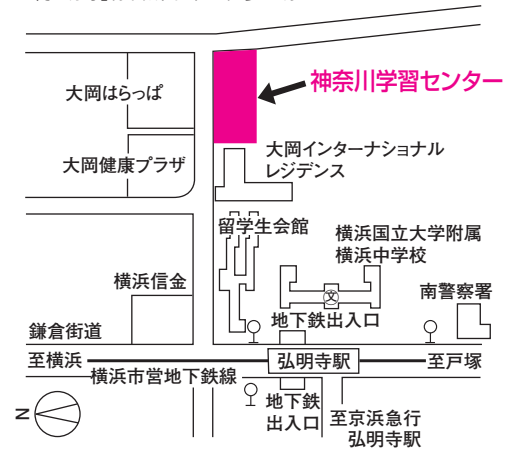 神奈川学習センター
大岡はらっぱ
大岡インターナショナル
レジデンス
大岡健康プラザ
留学生会館
横浜国立大学附属
横浜中学校
横浜信金
文
南警察署
地下鉄出入口
鎌倉街道
至横浜
弘明寺駅
至戸塚
横浜市営地下鉄線
地下鉄
出入口
至京浜急行
弘明寺駅
N